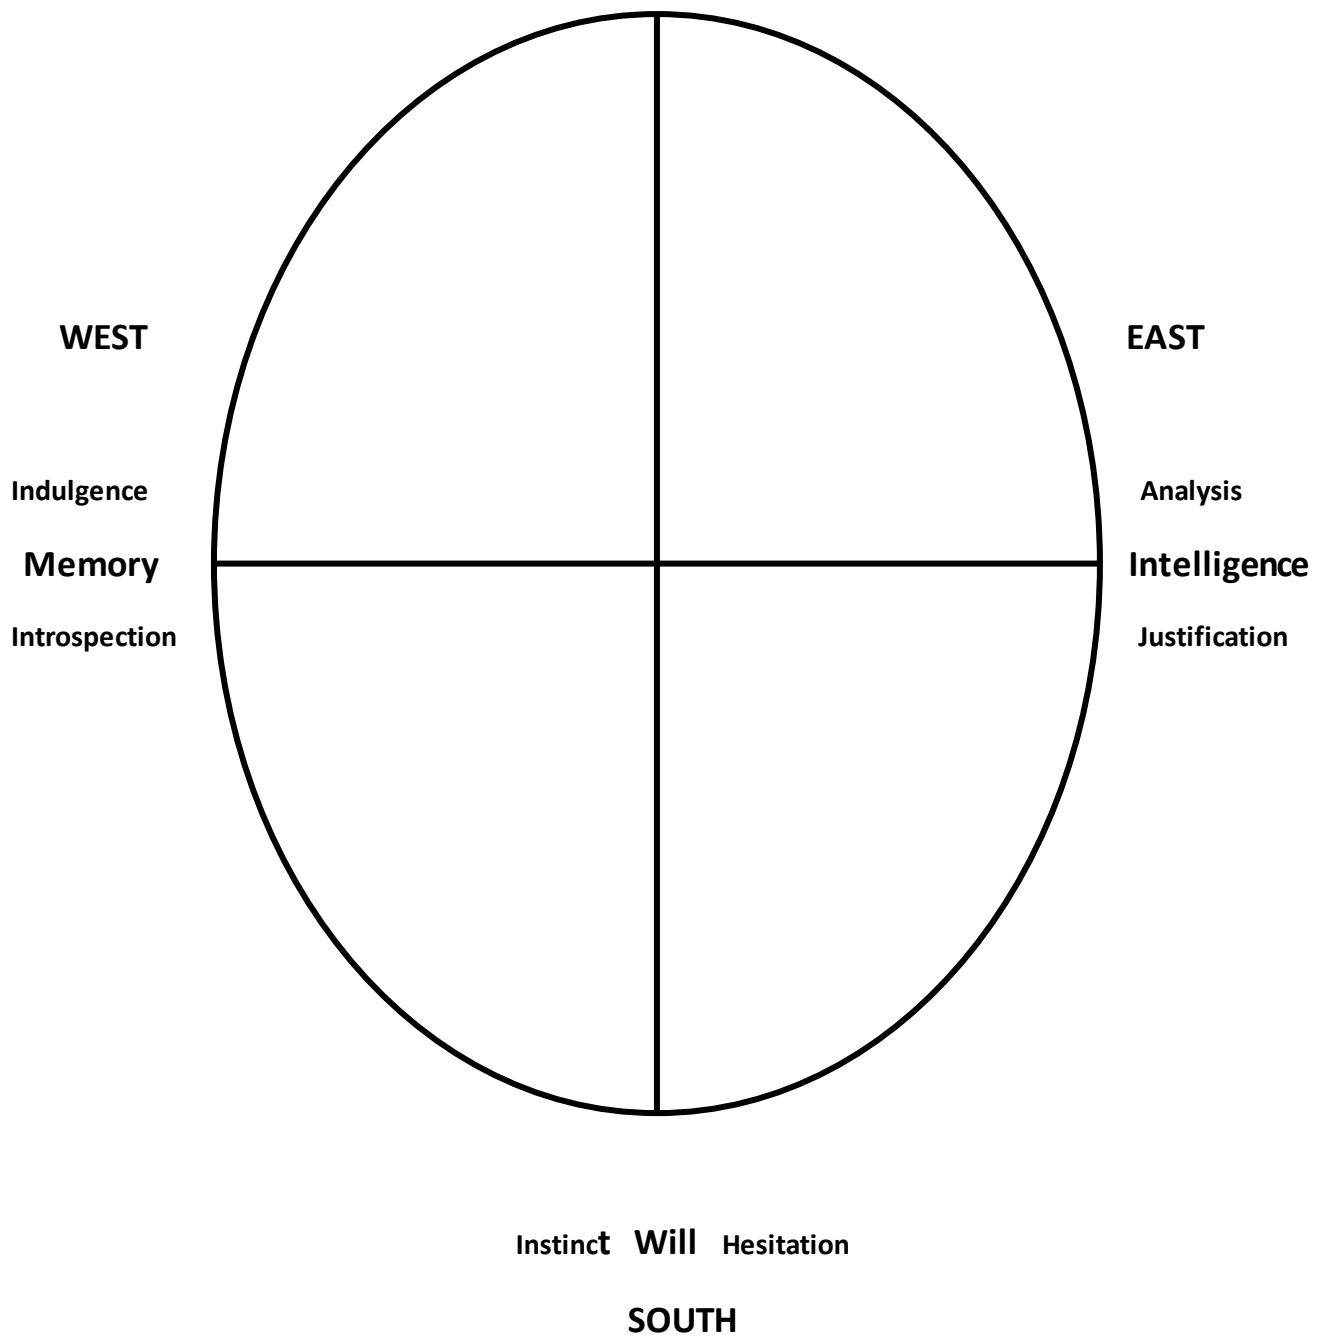 WEST
EAST
Indulgence
Analysis
Memory
Intelligence
Introspection
Justification
Instinct Will Hesitation
SOUTH